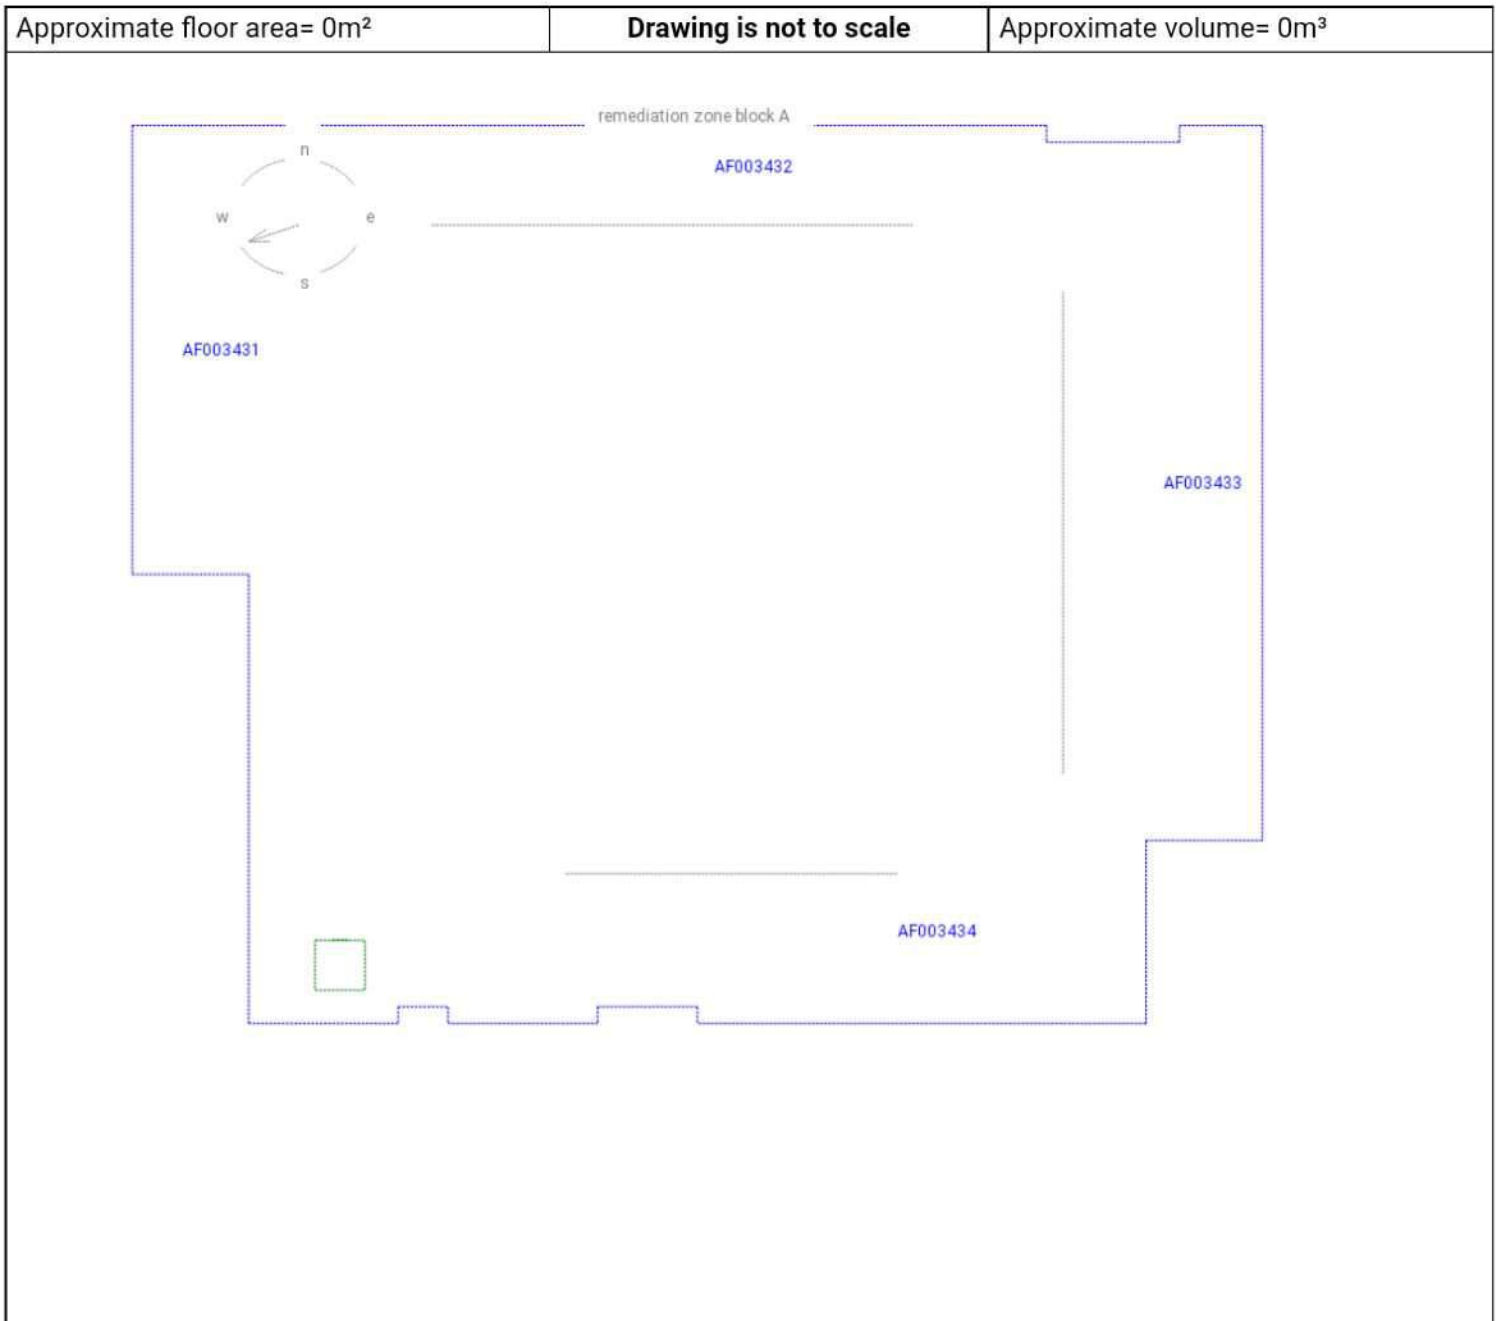 Approximate floor area= 0m²
Drawing is not to scale
Approximate volume= 0m³
remediation zone block A
n
AF003432
w
e
s
AF003431
AF003433
AF003434